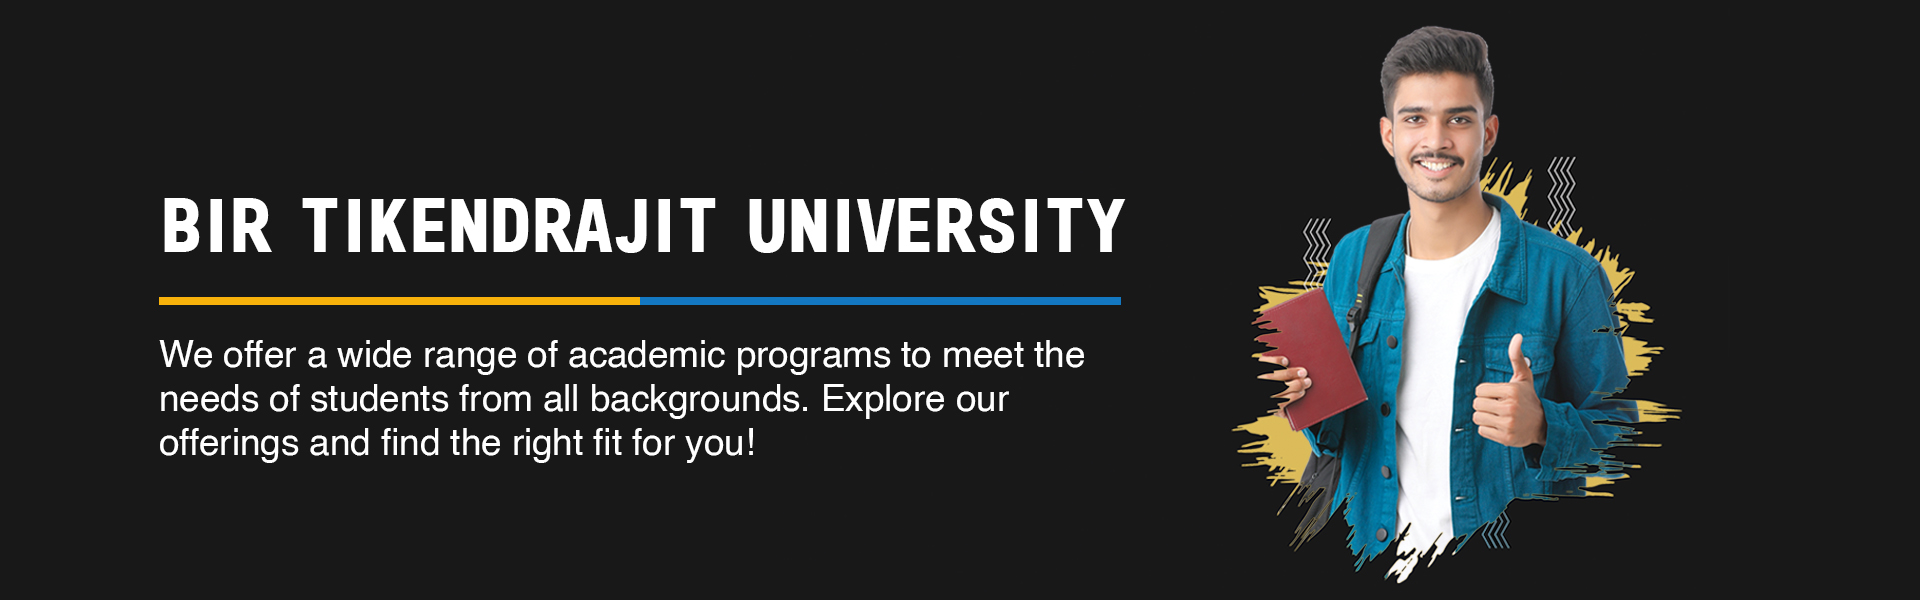 BIR TIKENDRAJIT UNIVERSITY
We offer a wide range of academic programs to meet the
needs of students from all backgrounds. Explore our
offerings and find the right fit for you!